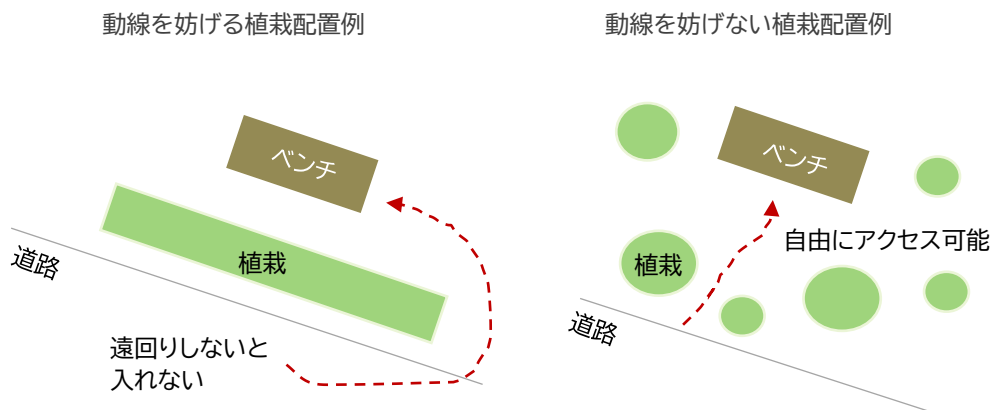 動線を妨げる植栽配置例
ベンチ
植栽
道路
遠回りしないと
入れない
動線を妨げない植栽配置例
ベンチ
自由にアクセス可能
植栽
道路